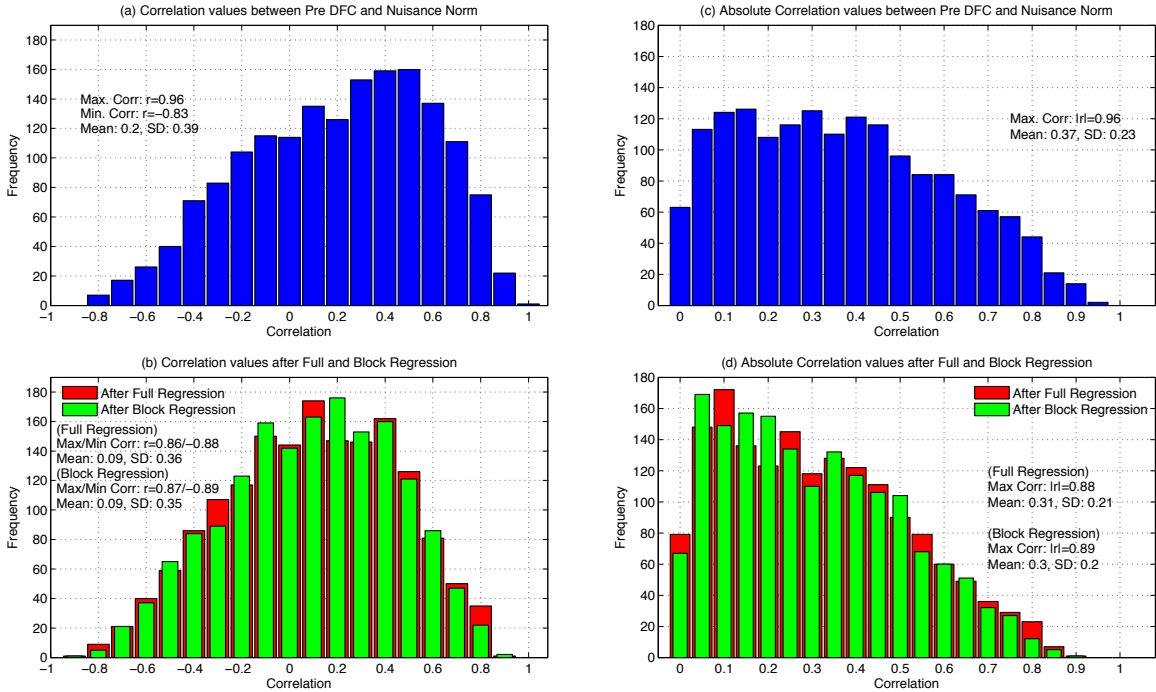 (a) Correlation values between Pre DFC and Nuisance Norm
180
160
140
120
100
80
60
40
20
0
Frequency
Max. Corr: r=0.96
Min. Corr: r=−0.83
Mean: 0.2, SD: 0.39
−1 −0.8 −0.6 −0.4 −0.2 0 0.2 0.4 0.6 0.8 1
Correlation
(c) Absolute Correlation values between Pre DFC and Nuisance Norm
180
160
140
120
100
80
60
40
20
0
Frequency
Max. Corr: |r|=0.96
Mean: 0.37, SD: 0.23
0 0.1 0.2 0.3 0.4 0.5 0.6 0.7 0.8 0.9 1
Correlation
(b) Correlation values after Full and Block Regression
180
160
140
120
100
80
60
40
20
0
Frequency
After Full Regression
After Block Regression
(Full Regression)
Max/Min Corr: r=0.86/−0.88
Mean: 0.09, SD: 0.36
(Block Regression)
Max/Min Corr: r=0.87/−0.89
Mean: 0.09, SD: 0.35
−1 −0.8 −0.6 −0.4 −0.2 0 0.2 0.4 0.6 0.8 1
Correlation
(d) Absolute Correlation values after Full and Block Regression
180
160
140
120
100
80
60
40
20
0
Frequency
After Full Regression
After Block Regression
(Full Regression)
Max Corr: |r|=0.88
Mean: 0.31, SD: 0.21
(Block Regression)
Max Corr: |r|=0.89
Mean: 0.3, SD: 0.2
0 0.1 0.2 0.3 0.4 0.5 0.6 0.7 0.8 0.9 1
Correlation